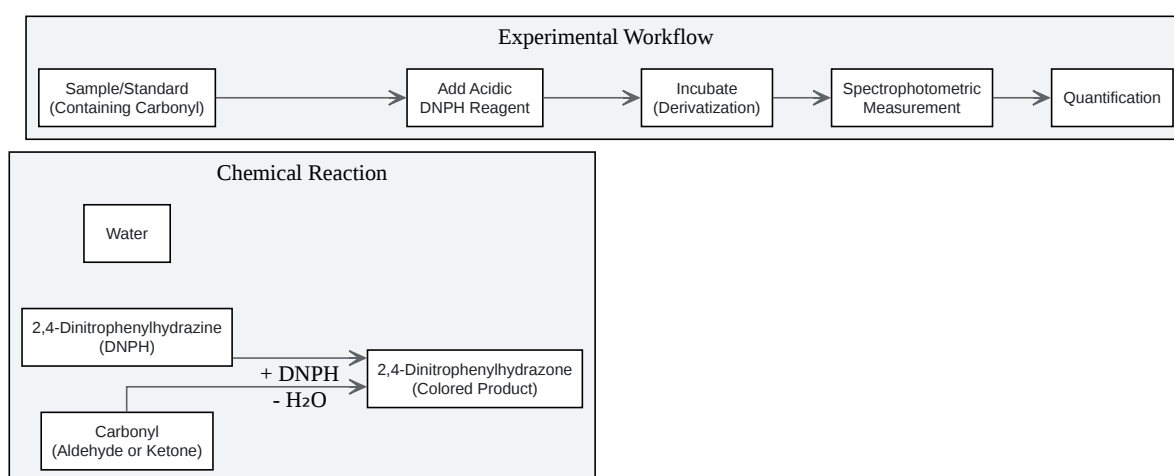 Experimental Workflow
Sample/Standard
(Containing Carbonyl)
Add Acidic
DNPH Reagent
Incubate
(Derivatization)
Spectrophotometric
Measurement
Quantification
Chemical Reaction
Water
2,4-Dinitrophenylhydrazine
(DNPH)
+ DNPH
- H₂O
2,4-Dinitrophenylhydrazone
(Colored Product)
Carbonyl
(Aldehyde or Ketone)